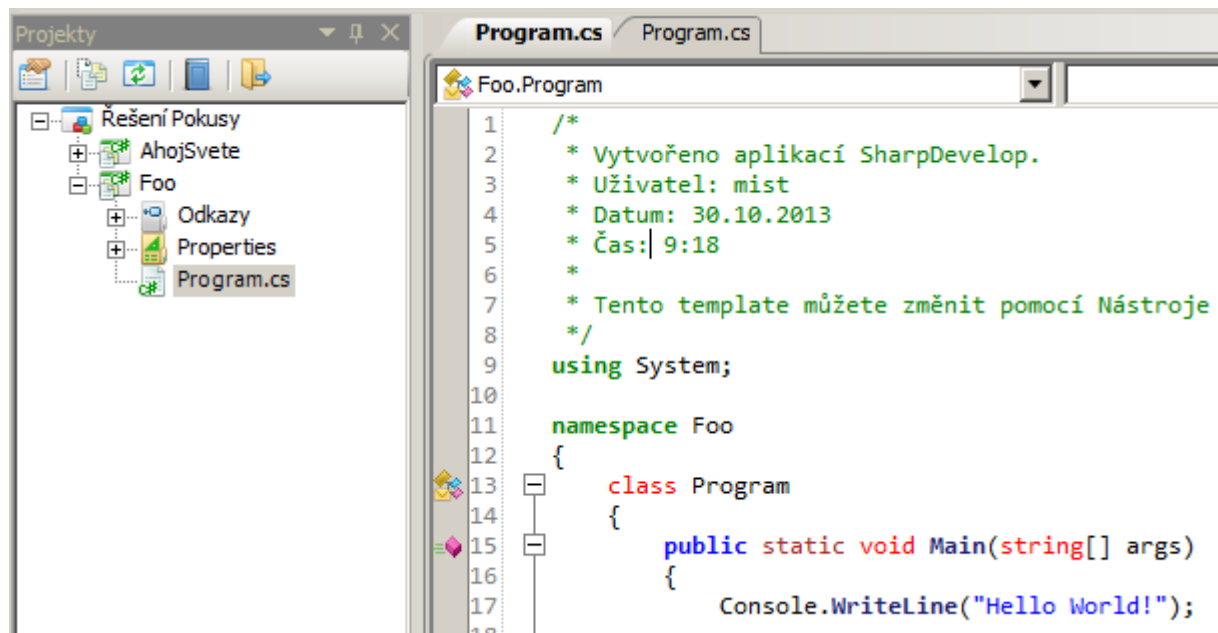 Projekty
Řešení Pokusy
AhojSvete
Foo
Odkazy
Properties
Program.cs
Program.cs Program.cs
Foo.Program
1 /*
2 * Vytvořeno aplikací SharpDevelop.
3 * Uživatel: mist
4 * Datum: 30.10.2013
5 * Čas: 9:18
6 *
7 * Tento template můžete změnit pomocí Nástroje
8 */
9 using System;
10
11 namespace Foo
12 {
13 class Program
14 {
15 public static void Main(string[] args)
16 {
17 Console.WriteLine("Hello World!");